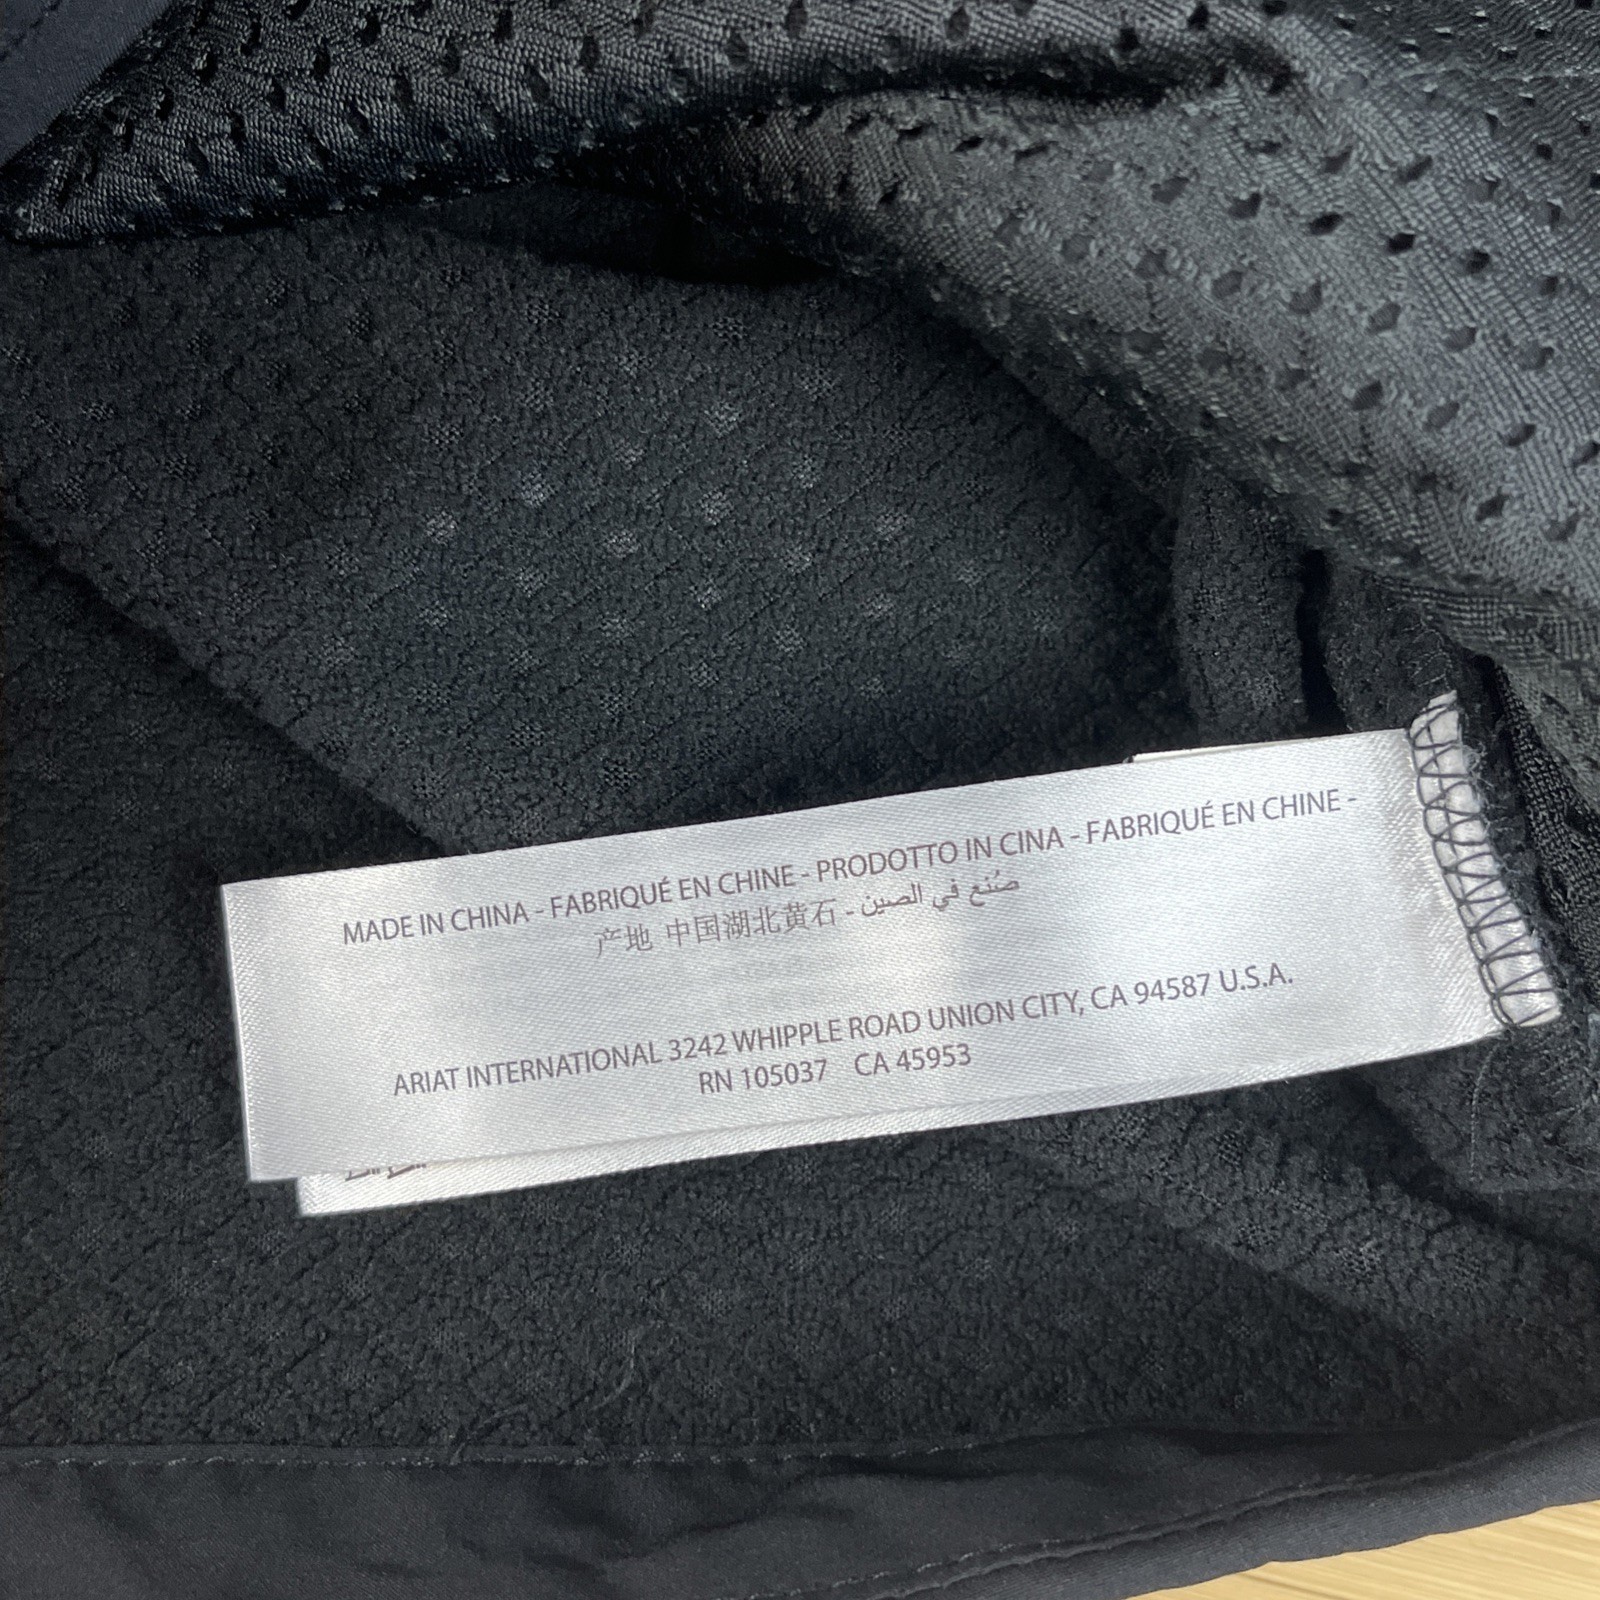 MADE IN CHINA - FABRIQUÉ EN CHINE - PRODOTTO IN CINA - FABRIQUÉ EN CHINE -
产地 中国湖北黄石 - صُنع في الصين
ARIAT INTERNATIONAL 3242 WHIPPLE ROAD UNION CITY, CA 94587 U.S.A.
RN 105037 CA 45953